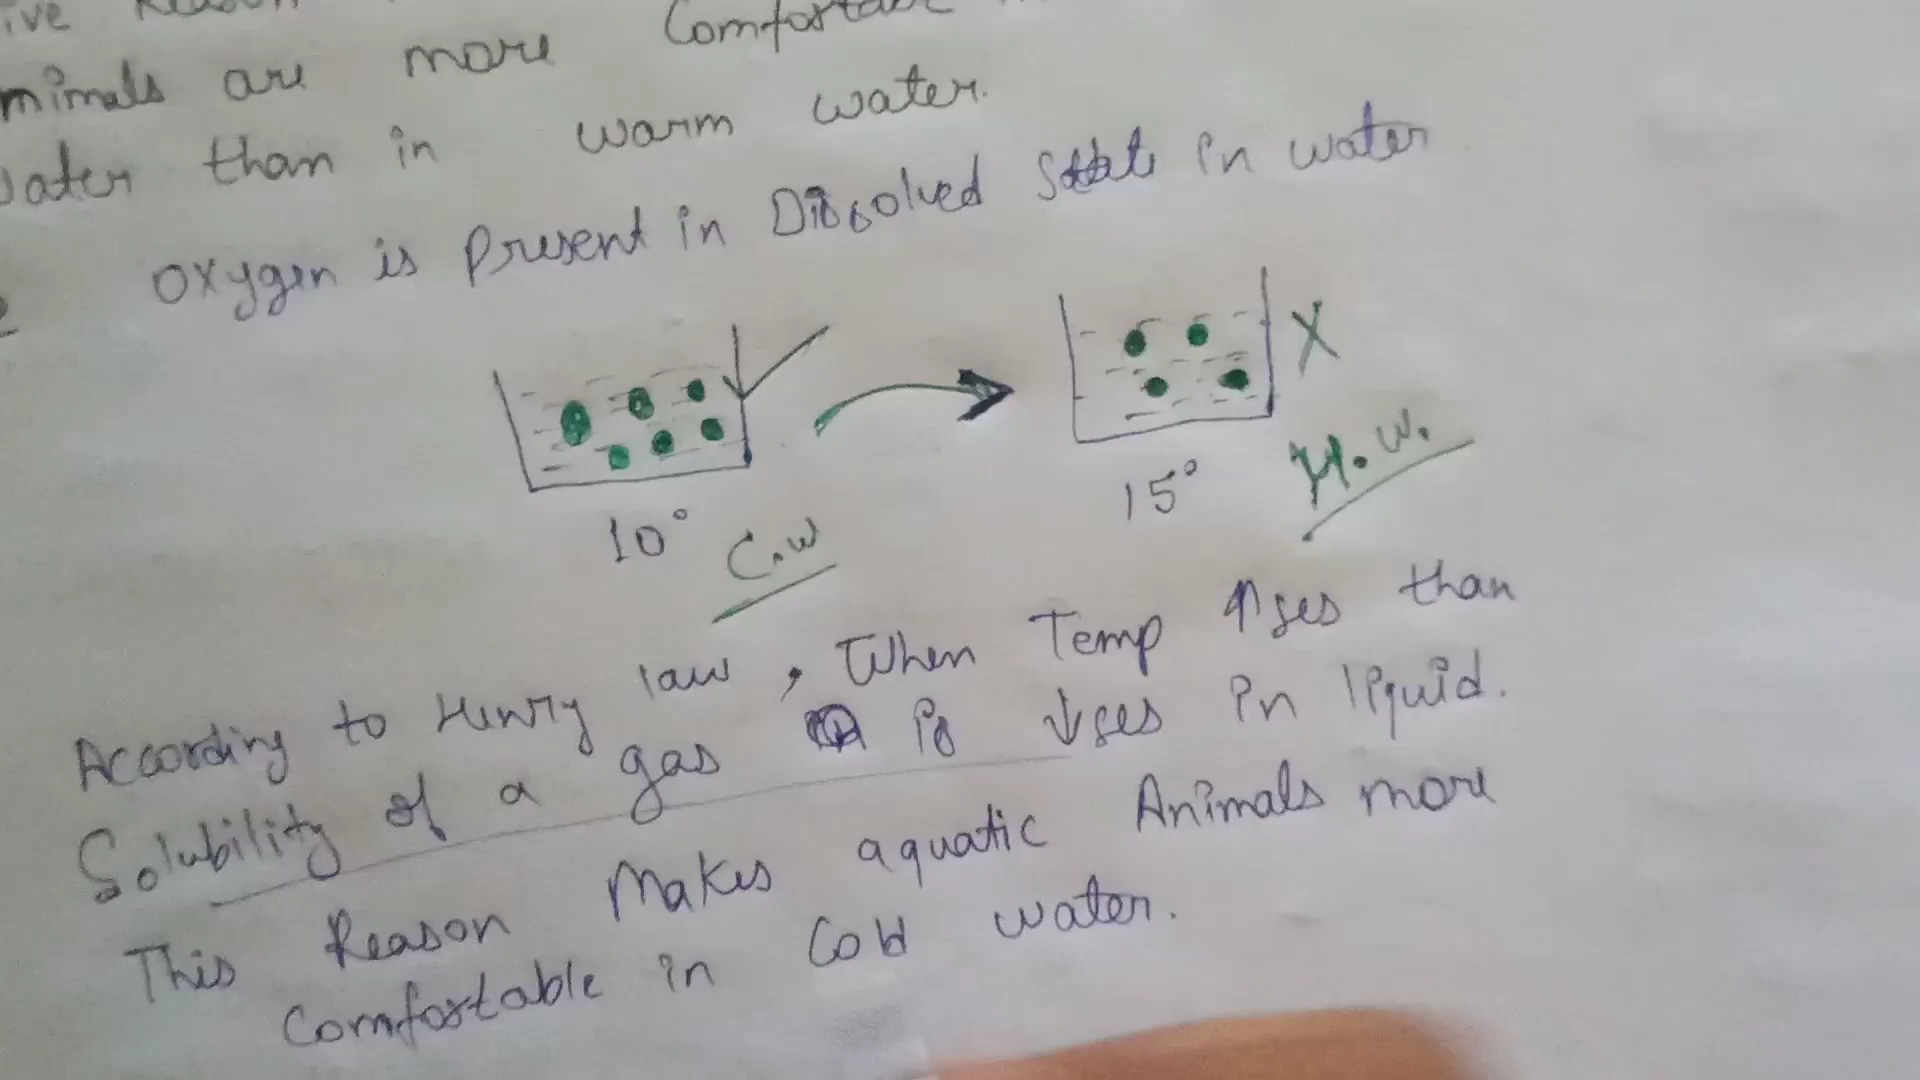 are more
than in warm water.
Oxygen is Present in Dissolved State in water
X
10° C.W
15° H.W.
According to Henry law, When Temp ↑ses than
Solubility of a gas is ↓ses in liquid.
This Reason Makes aquatic Animals more
Comfortable in Cold water.